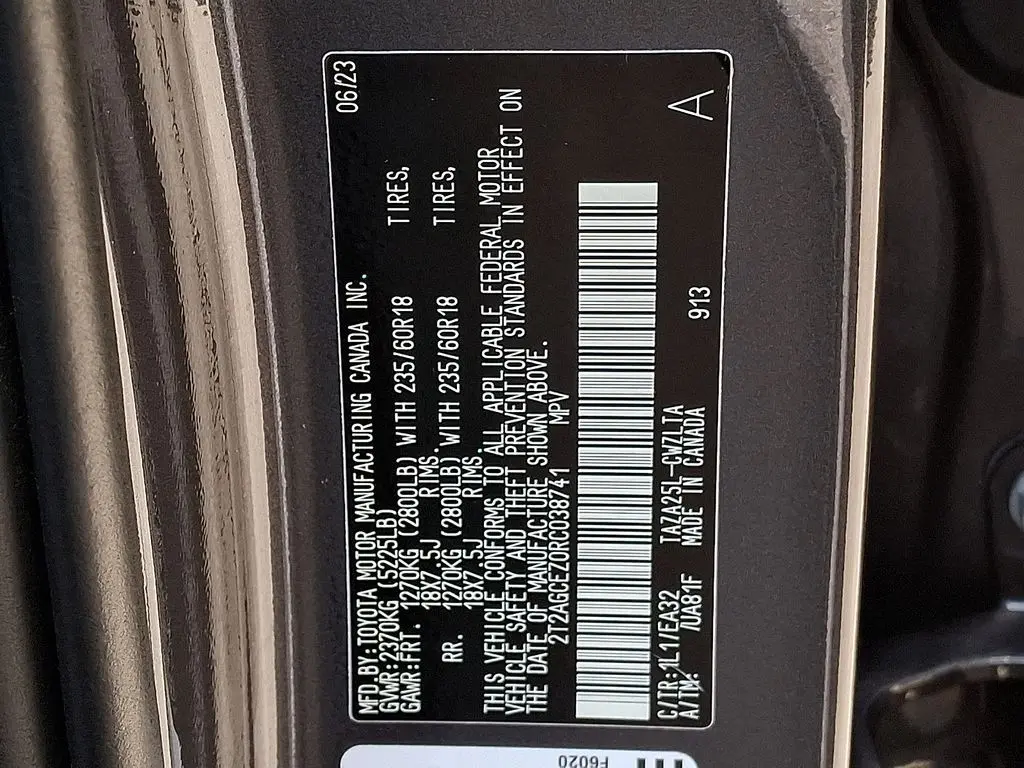 MFD BY:TOYOTA MOTOR MANUFACTURING CANADA INC. 06/23
GVWR:2370KG (5225LB)
GAWR:FRT. 1270KG (2800LB) WITH 235/60R18 TIRES,
18X7.5J RIMS.
RR. 1270KG (2800LB) WITH 235/60R18 TIRES,
18X7.5J RIMS.
THIS VEHICLE CONFORMS TO ALL APPLICABLE FEDERAL MOTOR
VEHICLE SAFETY AND THEFT PREVENTION STANDARDS IN EFFECT ON
THE DATE OF MANUFACTURE SHOWN ABOVE.
2T2AGCEZ0RC038741 MPV
C/TR:1L1/EA32 TAZA25L-CWZLTA 913 A
A/TM: /UA81F MADE IN CANADA
F6020